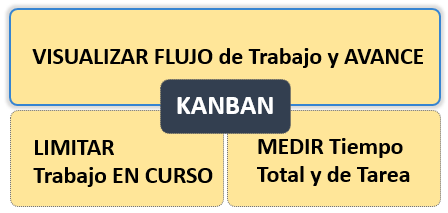 VISUALIZAR FLUJO de Trabajo y AVANCE
KANBAN
LIMITAR
Trabajo EN CURSO
MEDIR Tiempo
Total y de Tarea